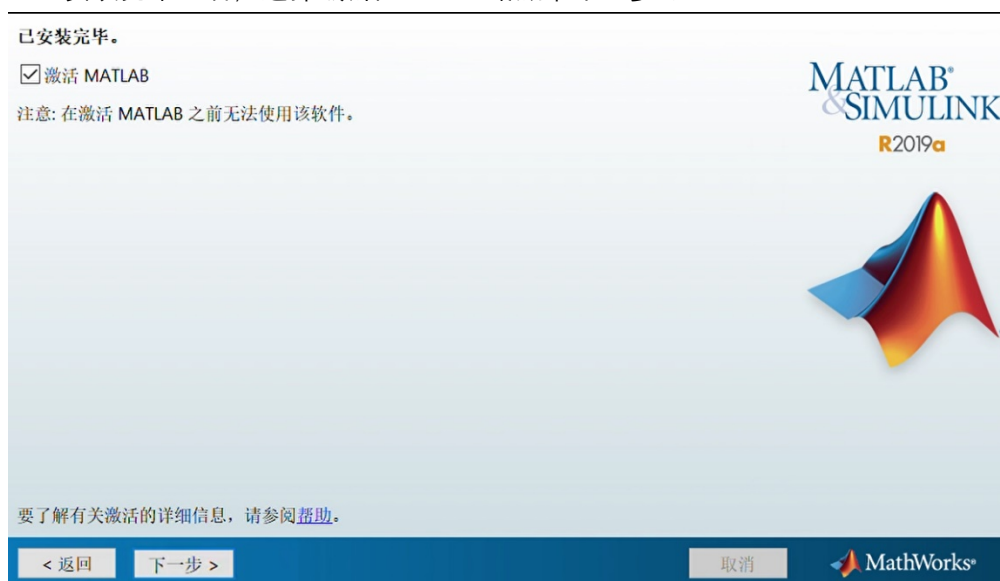 已安装完毕。
激活 MATLAB
注意: 在激活 MATLAB 之前无法使用该软件。
MATLAB®
&SIMULINK
R2019a
要了解有关激活的详细信息，请参阅帮助。
< 返回
下一步 >
取消
MathWorks®